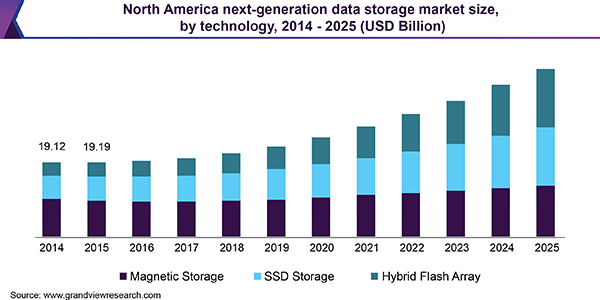 North America next-generation data storage market size,
by technology, 2014 - 2025 (USD Billion)
19.12 19.19
2014 2015 2016 2017 2018 2019 2020 2021 2022 2023 2024 2025
Magnetic Storage SSD Storage Hybrid Flash Array
Source: www.grandviewresearch.com